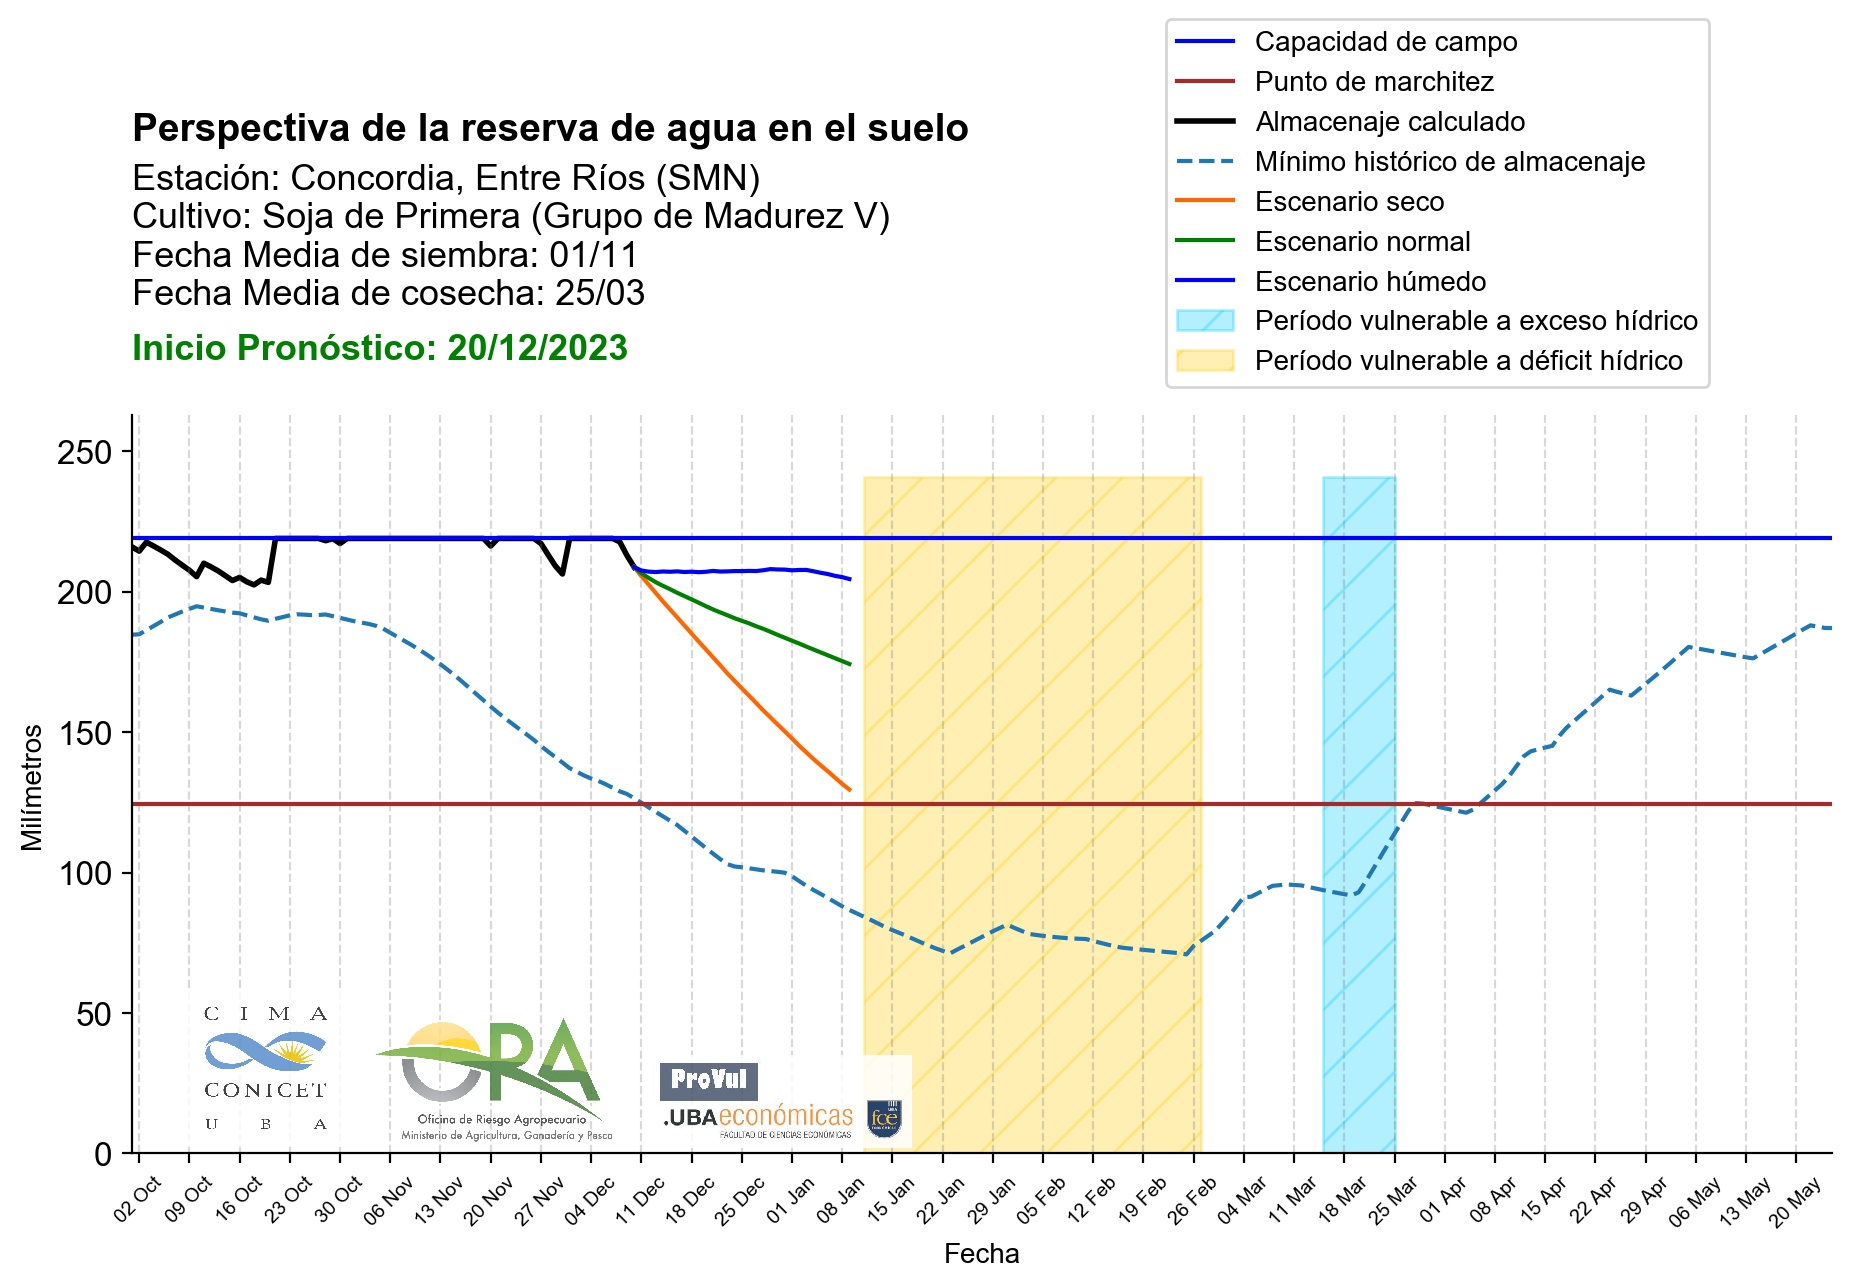 Capacidad de campo
Punto de marchitez
Almacenaje calculado
Mínimo histórico de almacenaje
Escenario seco
Escenario normal
Escenario húmedo
Período vulnerable a exceso hídrico
Período vulnerable a déficit hídrico
Perspectiva de la reserva de agua en el suelo
Estación: Concordia, Entre Ríos (SMN)
Cultivo: Soja de Primera (Grupo de Madurez V)
Fecha Media de siembra: 01/11
Fecha Media de cosecha: 25/03
Inicio Pronóstico: 20/12/2023
250
200
150
100
50
0
Milímetros
CIMA
CONICET
UBA
ORA
Oficina de Riesgo Agropecuario
Ministerio de Agricultura, Ganadería y Pesca
ProVul
.UBAeconómicas
FACULTAD DE CIENCIAS ECONÓMICAS
fce
02 Oct
09 Oct
16 Oct
23 Oct
30 Oct
06 Nov
13 Nov
20 Nov
27 Nov
04 Dec
11 Dec
18 Dec
25 Dec
01 Jan
08 Jan
15 Jan
22 Jan
29 Jan
05 Feb
12 Feb
19 Feb
26 Feb
04 Mar
11 Mar
18 Mar
25 Mar
01 Apr
08 Apr
15 Apr
22 Apr
29 Apr
06 May
13 May
20 May
Fecha